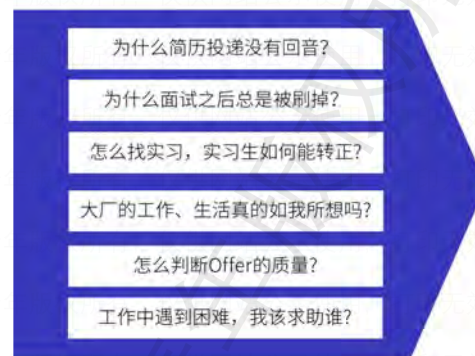 为什么简历投递没有回音?
为什么面试之后总是被刷掉?
怎么找实习，实习生如何能转正?
大厂的工作、生活真的如我所想吗?
怎么判断Offer的质量?
工作中遇到困难，我该求助谁?